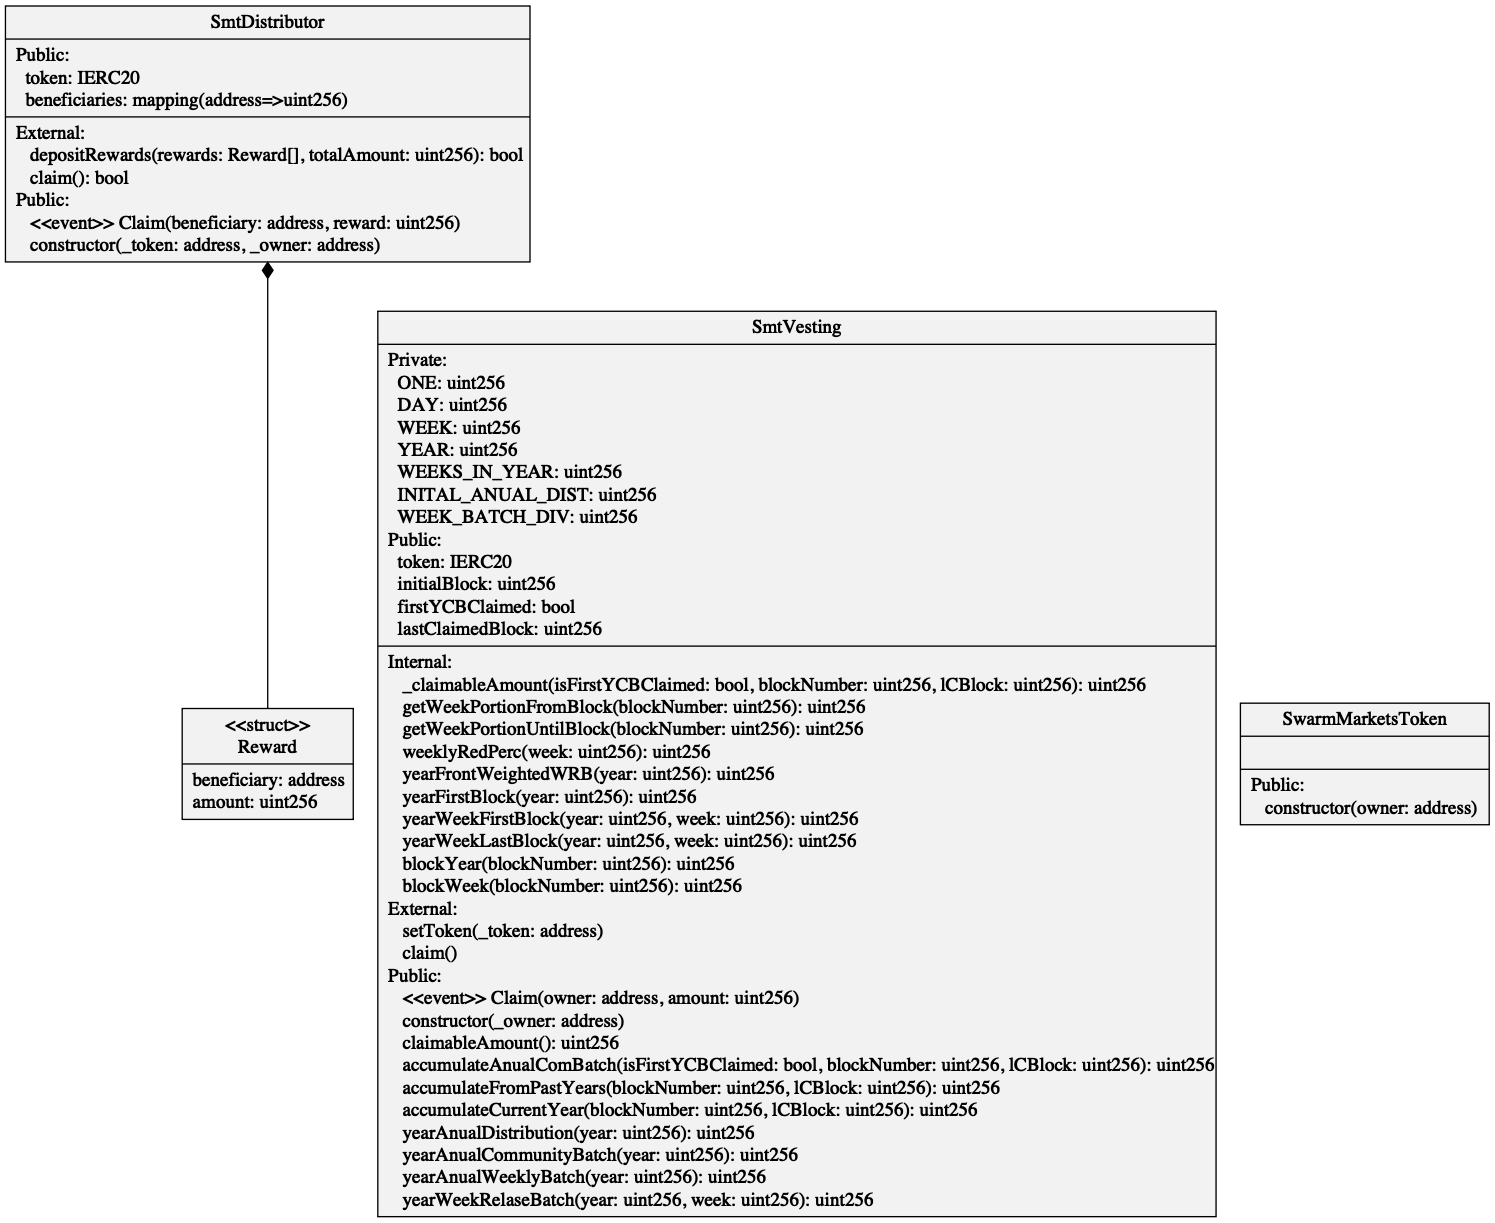 SmtDistributor
Public:
token: IERC20
beneficiaries: mapping(address=>uint256)
External:
depositRewards(rewards: Reward[], totalAmount: uint256): bool
claim(): bool
Public:
<<event>> Claim(beneficiary: address, reward: uint256)
constructor(_token: address, _owner: address)
<<struct>>
Reward
beneficiary: address
amount: uint256
SmtVesting
Private:
ONE: uint256
DAY: uint256
WEEK: uint256
YEAR: uint256
WEEKS_IN_YEAR: uint256
INITAL_ANUAL_DIST: uint256
WEEK_BATCH_DIV: uint256
Public:
token: IERC20
initialBlock: uint256
firstYCBClaimed: bool
lastClaimedBlock: uint256
Internal:
_claimableAmount(isFirstYCBClaimed: bool, blockNumber: uint256, lCBlock: uint256): uint256
getWeekPortionFromBlock(blockNumber: uint256): uint256
getWeekPortionUntilBlock(blockNumber: uint256): uint256
weeklyRedPerc(week: uint256): uint256
yearFrontWeightedWRB(year: uint256): uint256
yearFirstBlock(year: uint256): uint256
yearWeekFirstBlock(year: uint256, week: uint256): uint256
yearWeekLastBlock(year: uint256, week: uint256): uint256
blockYear(blockNumber: uint256): uint256
blockWeek(blockNumber: uint256): uint256
External:
setToken(_token: address)
claim()
Public:
<<event>> Claim(owner: address, amount: uint256)
constructor(_owner: address)
claimableAmount(): uint256
accumulateAnualComBatch(isFirstYCBClaimed: bool, blockNumber: uint256, lCBlock: uint256): uint256
accumulateFromPastYears(blockNumber: uint256, lCBlock: uint256): uint256
accumulateCurrentYear(blockNumber: uint256, lCBlock: uint256): uint256
yearAnualDistribution(year: uint256): uint256
yearAnualCommunityBatch(year: uint256): uint256
yearAnualWeeklyBatch(year: uint256): uint256
yearWeekRelaseBatch(year: uint256, week: uint256): uint256
SwarmMarketsToken
Public:
constructor(owner: address)